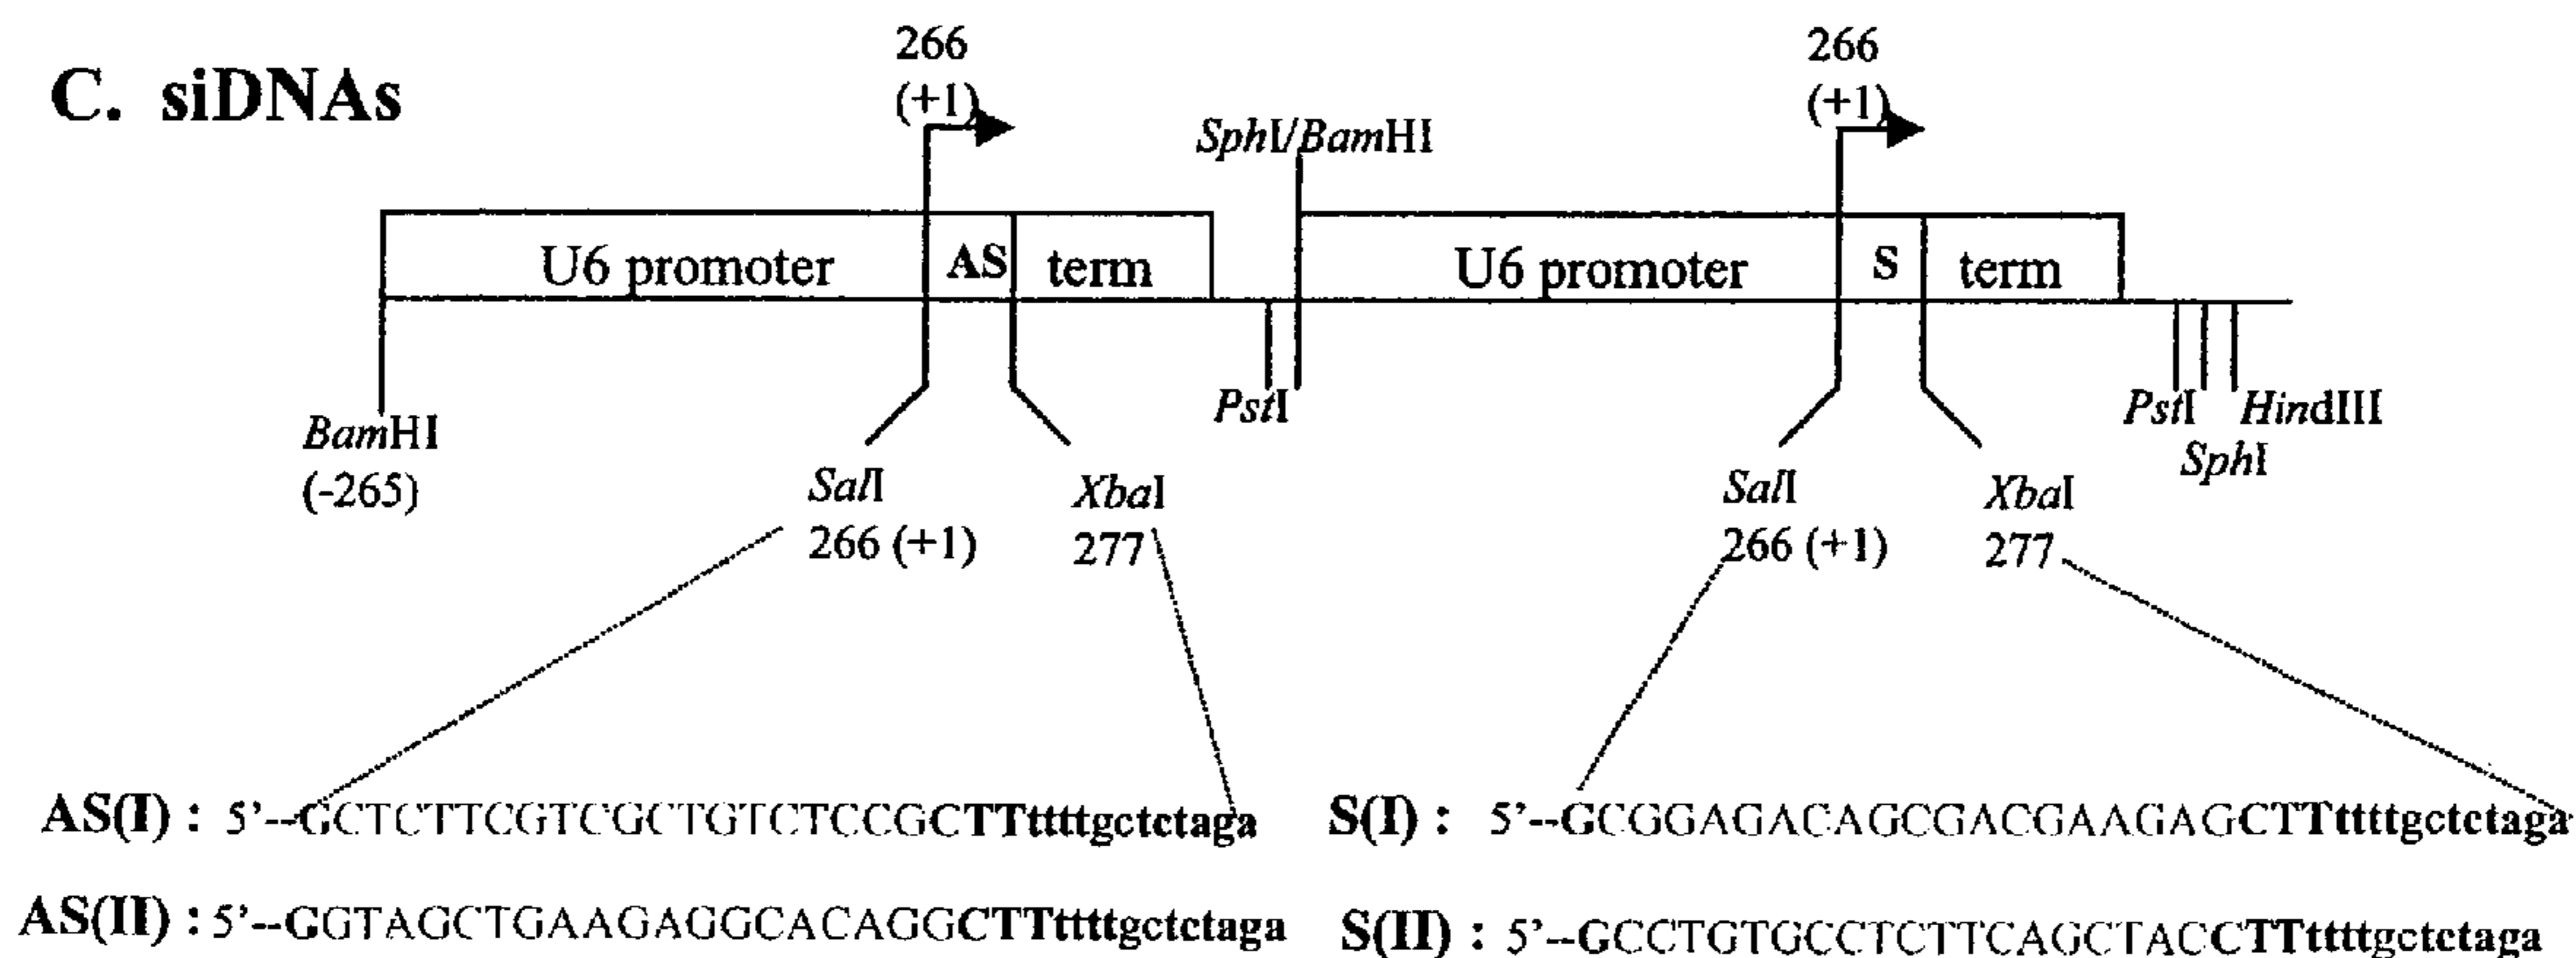 C. siDNAs
266
(+1)
266
(+1)
SphI/BamHI
U6 promoter
AS
term
U6 promoter
S
term
BamHI
(-265)
PstI
PstI
HindIII
SphI
SalI
266 (+1)
XbaI
277
SalI
266 (+1)
XbaI
277
AS(I) : 5'--GCTCTTCGTCGCTGTCTCCGCTTttttgctctaga
S(I) : 5'--GCGGAGACAGCGACGAAGAGCTTttttgctctaga
AS(II) : 5'--GGTAGCTGAAGAGGCACAGGCTTttttgctctaga
S(II) : 5'--GCCTGTGCCTCTTCAGCTACCTTttttgctctaga